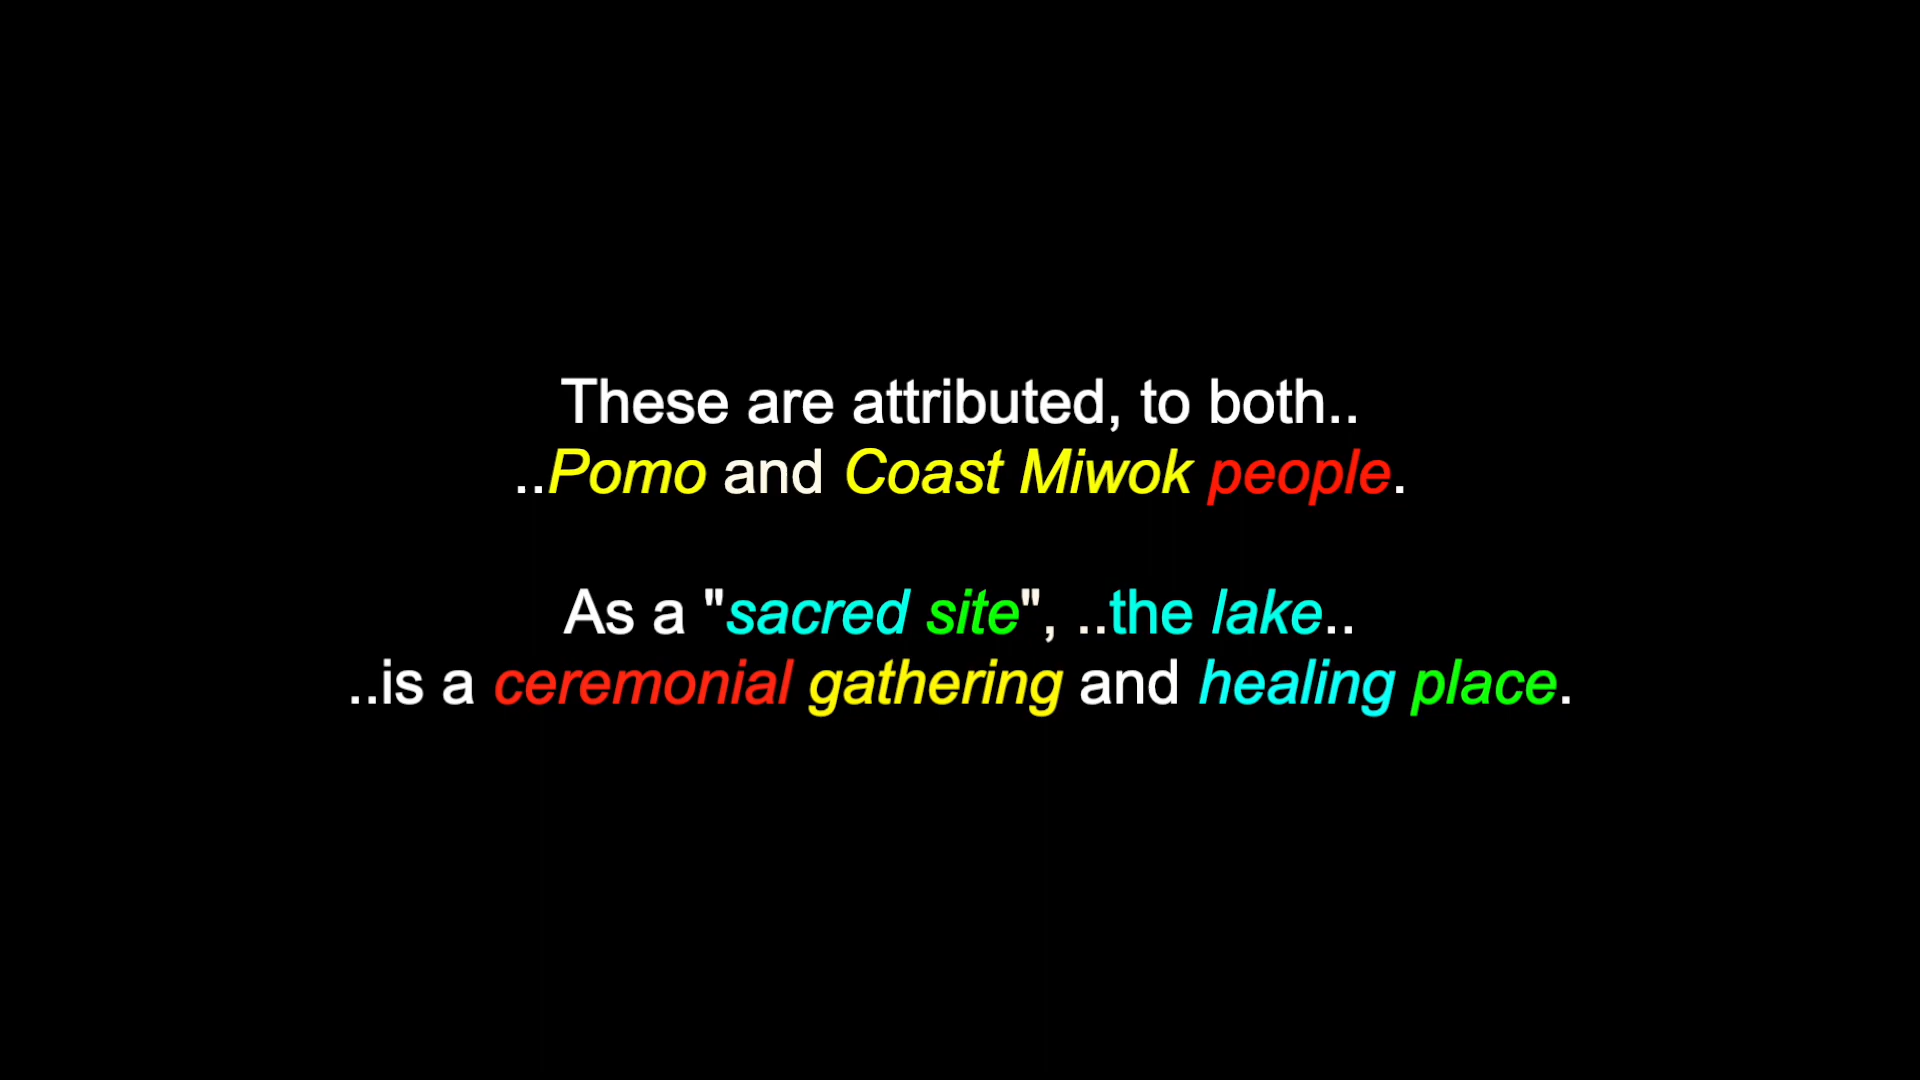 These are attributed, to both..
..Pomo and Coast Miwok people.
As a "sacred site", ..the lake..
..is a ceremonial gathering and healing place.